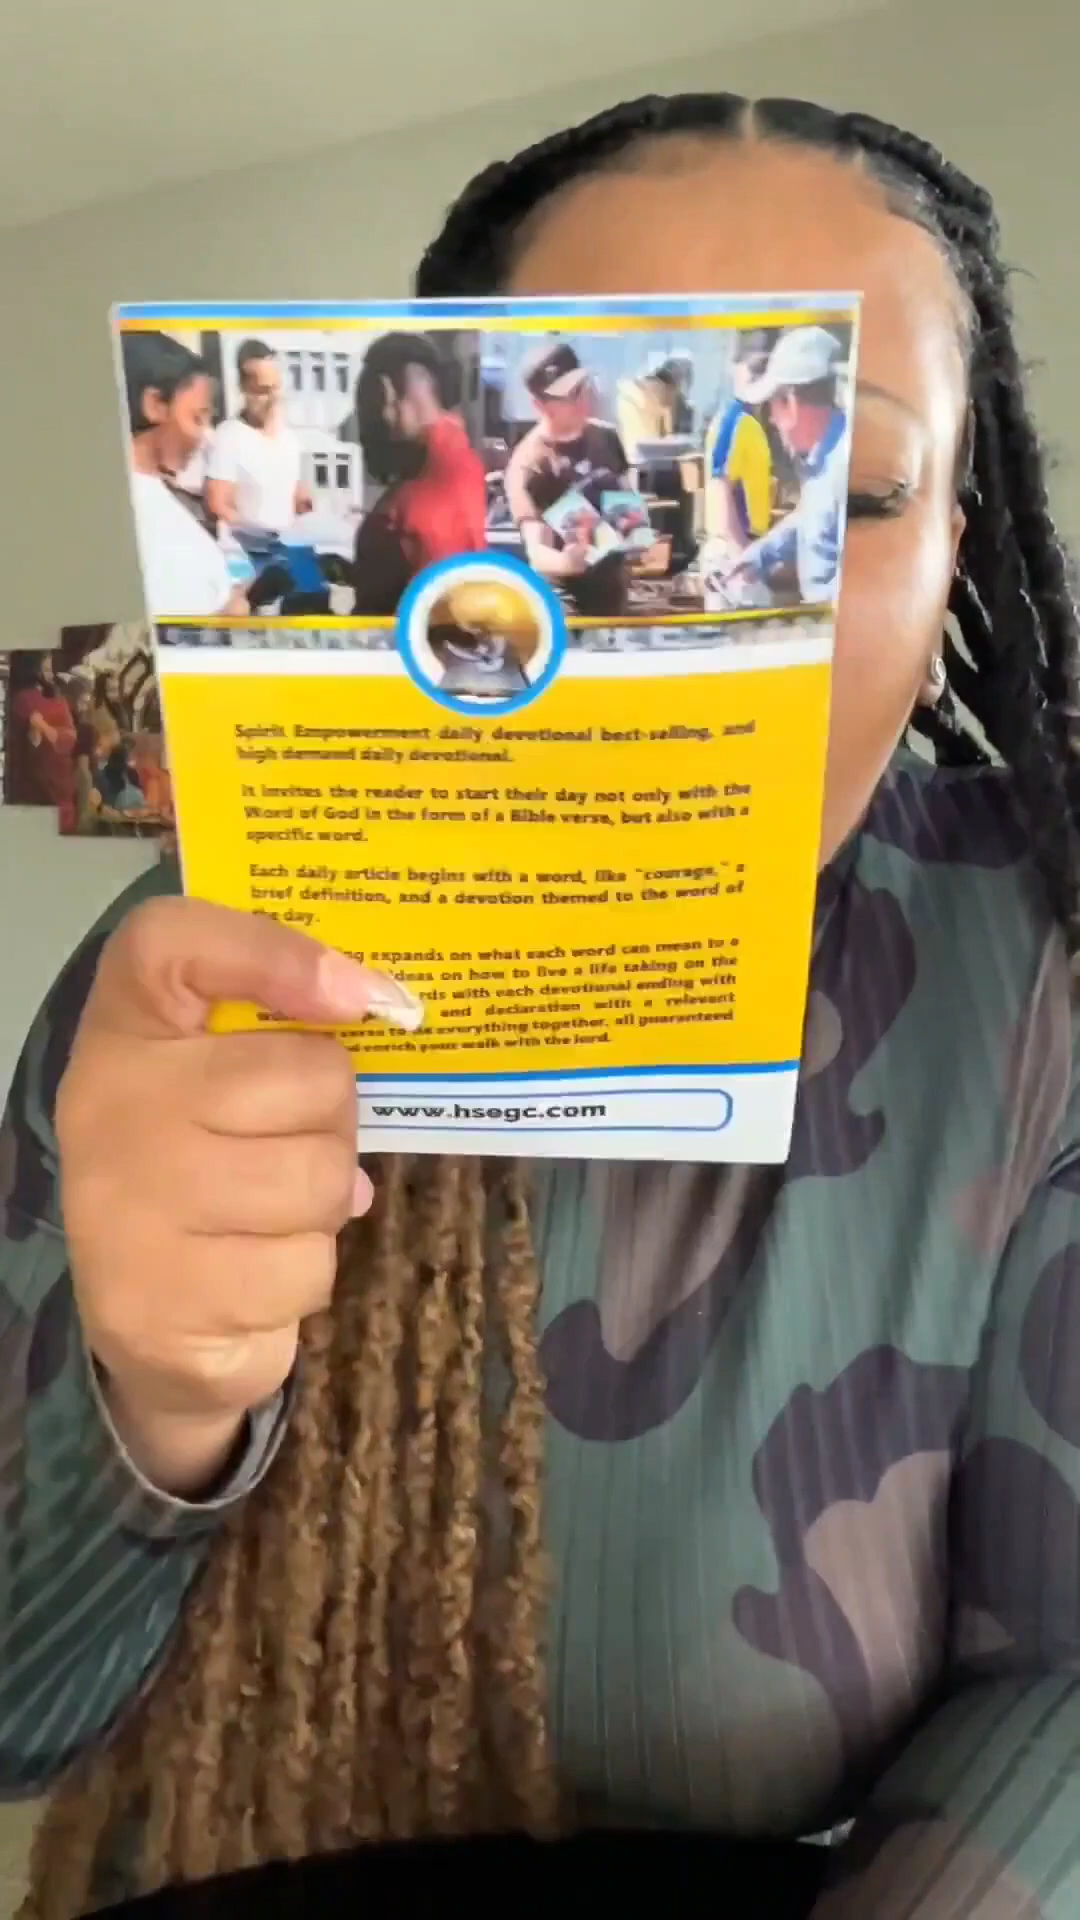 Spirit Empowerment daily devotional best-selling, and
high demand daily devotional.
It invites the reader to start their day not only with the
Word of God in the form of a Bible verse, but also with a
specific word.
Each daily article begins with a word, like "courage," a
brief definition, and a devotion themed to the word of
the day.
expands on what each word can mean to a
ideas on how to live a life taking on the
with each devotional ending with
and declaration with a relevant
everything together, all guaranteed
enrich your walk with the lord.
www.hsegc.com